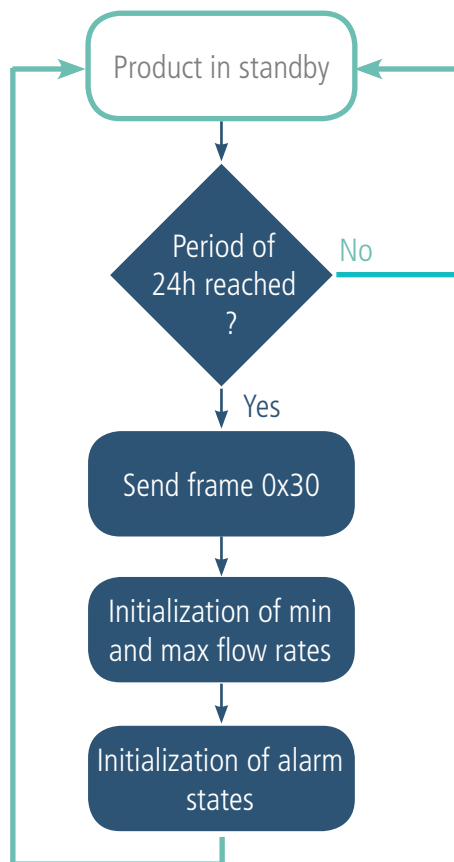 Product in standby
Period of
24h reached
?
No
Yes
Send frame 0x30
Initialization of min
and max flow rates
Initialization of alarm
states